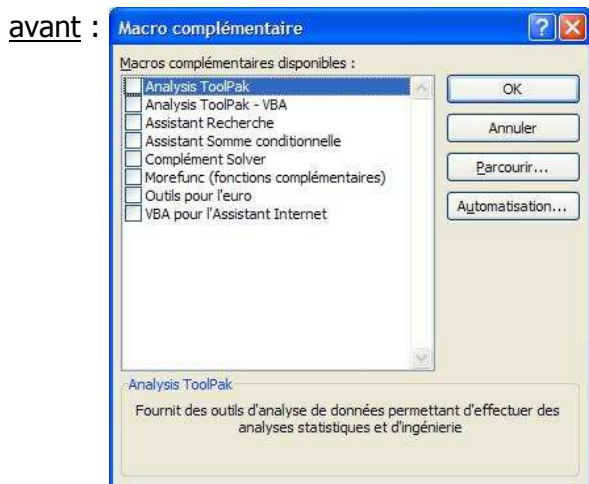 avant :
Macro complémentaire
Macros complémentaires disponibles :
Analysis ToolPak
Analysis ToolPak - VBA
Assistant Recherche
Assistant Somme conditionnelle
Complément Solver
Morefunc (fonctions complémentaires)
Outils pour l'euro
VBA pour l'Assistant Internet
OK
Annuler
Parcourir...
Automatisation...
Analysis ToolPak
Fournit des outils d'analyse de données permettant d'effectuer des
analyses statistiques et d'ingénierie